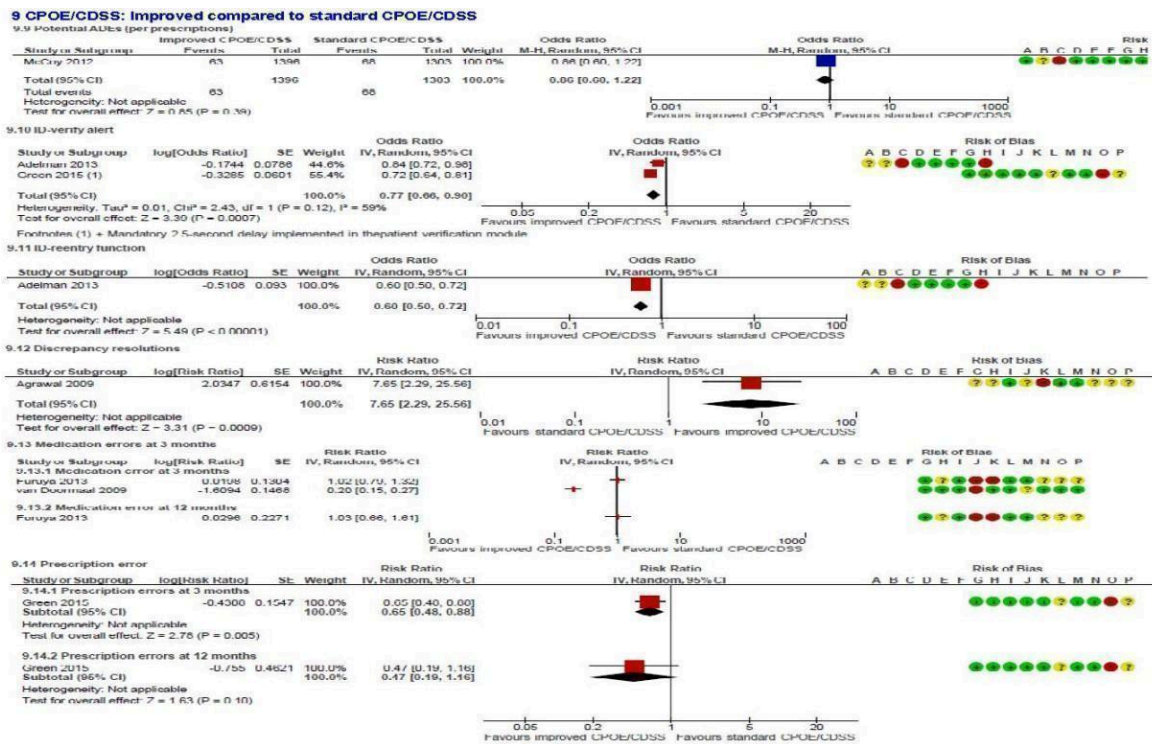 9 CPOE/CDSS: Improved compared to standard CPOE/CDSS
9.9 Potential ADEs (per prescriptions)
Improved CPOE/CDSS Standard CPOE/CDSS Odds Ratio Odds Ratio Risk
Study or Subgroup Events Total Events Total Weight M-H, Random, 95% CI M-H, Random, 95% CI A B C D E F G H
McCoy 2012 63 1396 68 1303 100.0% 0.86 [0.60, 1.22] + ? + + + + +
Total (95% CI) 1396 1303 100.0% 0.86 [0.60, 1.22]
Total events 63 68
Heterogeneity: Not applicable
Test for overall effect: Z = 0.85 (P = 0.39)
0.001 0.1 1 10 1000
Favours improved CPOE/CDSS Favours standard CPOE/CDSS
9.10 ID-verify alert
Odds Ratio Odds Ratio Risk of Bias
Study or Subgroup log[Odds Ratio] SE Weight IV, Random, 95% CI IV, Random, 95% CI A B C D E F G H I J K L M N O P
Adelman 2013 -0.1744 0.0786 44.6% 0.84 [0.72, 0.98] ? ? + + + +
Green 2015 (1) -0.3285 0.0601 55.4% 0.72 [0.64, 0.81] + + + + + ? + + ?
Total (95% CI) 100.0% 0.77 [0.66, 0.90]
Heterogeneity: Tau² = 0.01, Chi² = 2.43, df = 1 (P = 0.12), I² = 59%
Test for overall effect: Z = 3.39 (P = 0.0007)
0.05 0.2 1 5 20
Favours improved CPOE/CDSS Favours standard CPOE/CDSS
Footnotes (1) + Mandatory 2.5-second delay implemented in thepatient verification module
9.11 ID-reentry function
Odds Ratio Odds Ratio Risk of Bias
Study or Subgroup log[Odds Ratio] SE Weight IV, Random, 95% CI IV, Random, 95% CI A B C D E F G H I J K L M N O P
Adelman 2013 -0.5108 0.093 100.0% 0.60 [0.50, 0.72] ? ? + + + +
Total (95% CI) 100.0% 0.60 [0.50, 0.72]
Heterogeneity: Not applicable
Test for overall effect: Z = 5.49 (P < 0.00001)
0.01 0.1 1 10 100
Favours improved CPOE/CDSS Favours standard CPOE/CDSS
9.12 Discrepancy resolutions
Risk Ratio Risk Ratio Risk of Bias
Study or Subgroup log[Risk Ratio] SE Weight IV, Random, 95% CI IV, Random, 95% CI A B C D E F G H I J K L M N O P
Agrawal 2009 2.0347 0.6154 100.0% 7.65 [2.29, 25.56] ? ? + ? + + ? ? ?
Total (95% CI) 100.0% 7.65 [2.29, 25.56]
Heterogeneity: Not applicable
Test for overall effect: Z = 3.31 (P = 0.0009)
0.01 0.1 1 10 100
Favours standard CPOE/CDSS Favours improved CPOE/CDSS
9.13 Medication errors at 3 months
Risk Ratio Risk Ratio Risk of Bias
Study or Subgroup log[Risk Ratio] SE IV, Random, 95% CI IV, Random, 95% CI A B C D E F G H I J K L M N O P
9.13.1 Medication error at 3 months
Furuya 2013 0.0198 0.1304 1.02 [0.79, 1.32] + ? + + + ? ? ?
van Doormaal 2009 -1.6094 0.1468 0.20 [0.15, 0.27] + + + + ? + + +
9.13.2 Medication error at 12 months
Furuya 2013 0.0296 0.2271 1.03 [0.66, 1.61] + ? + + + ? ? ?
0.001 0.1 1 10 1000
Favours improved CPOE/CDSS Favours standard CPOE/CDSS
9.14 Prescription error
Risk Ratio Risk Ratio Risk of Bias
Study or Subgroup log[Risk Ratio] SE Weight IV, Random, 95% CI IV, Random, 95% CI A B C D E F G H I J K L M N O P
9.14.1 Prescription errors at 3 months
Green 2015 -0.4308 0.1547 100.0% 0.65 [0.48, 0.88] + + + + + ? + + ?
Subtotal (95% CI) 100.0% 0.65 [0.48, 0.88]
Heterogeneity: Not applicable
Test for overall effect: Z = 2.78 (P = 0.005)
9.14.2 Prescription errors at 12 months
Green 2015 -0.755 0.4621 100.0% 0.47 [0.19, 1.16] + + + + + ? + + ?
Subtotal (95% CI) 100.0% 0.47 [0.19, 1.16]
Heterogeneity: Not applicable
Test for overall effect: Z = 1.63 (P = 0.10)
0.05 0.2 1 5 20
Favours improved CPOE/CDSS Favours standard CPOE/CDSS